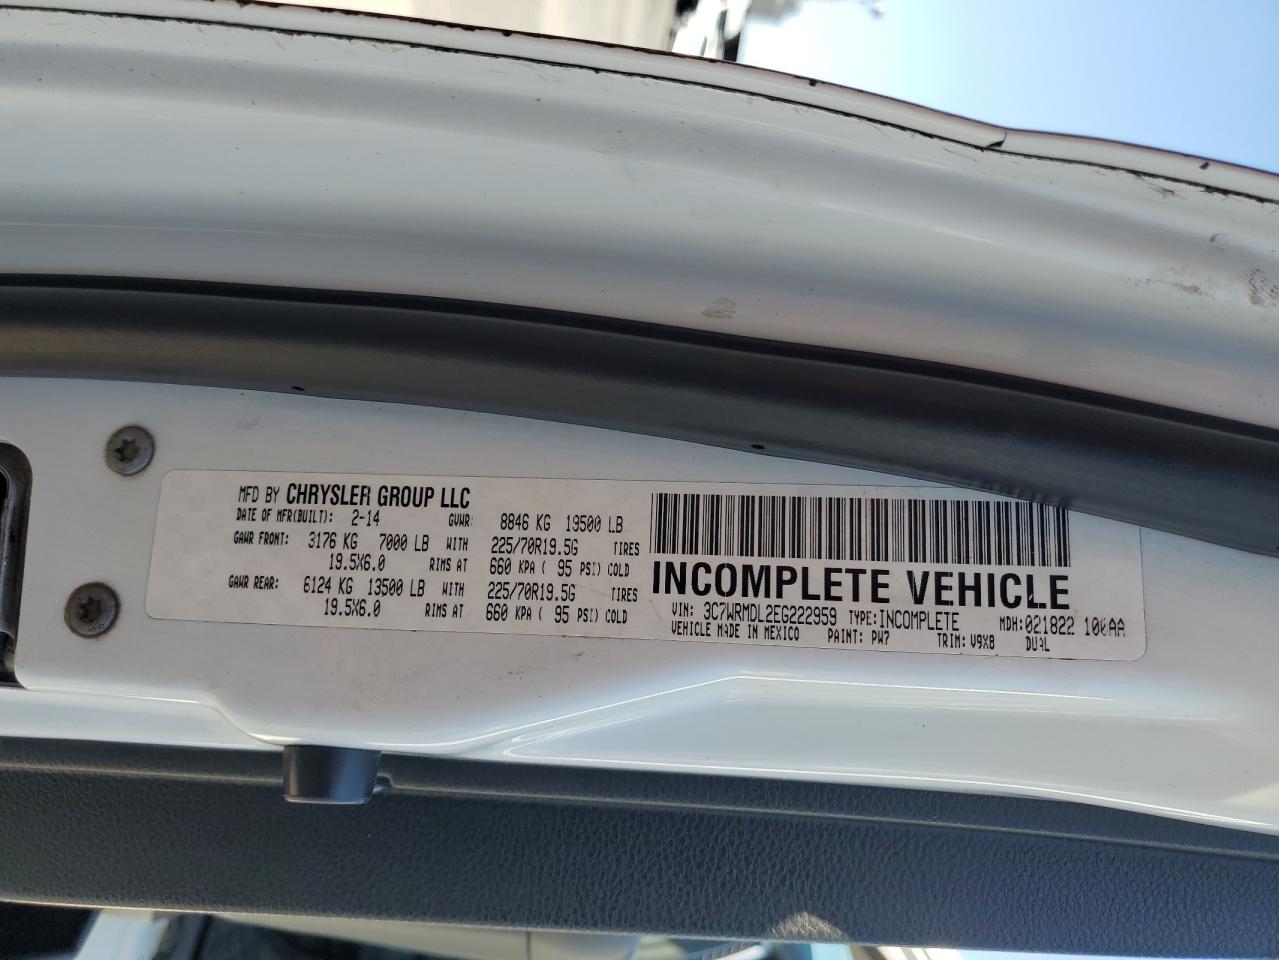 MFD BY CHRYSLER GROUP LLC
DATE OF MFR(BUILT): 2-14 GVWR: 8846 KG 19500 LB
GAWR FRONT: 3176 KG 7000 LB WITH 225/70R19.5G TIRES
19.5X6.0 RIMS AT 660 KPA ( 95 PSI) COLD
GAWR REAR: 6124 KG 13500 LB WITH 225/70R19.5G TIRES
19.5X6.0 RIMS AT 660 KPA ( 95 PSI) COLD
INCOMPLETE VEHICLE
VIN: 3C7WRMDL2EG222959 TYPE: INCOMPLETE MDH: 021822 100AA
VEHICLE MADE IN MEXICO PAINT: PW7 TRIM: V9X8 DUAL